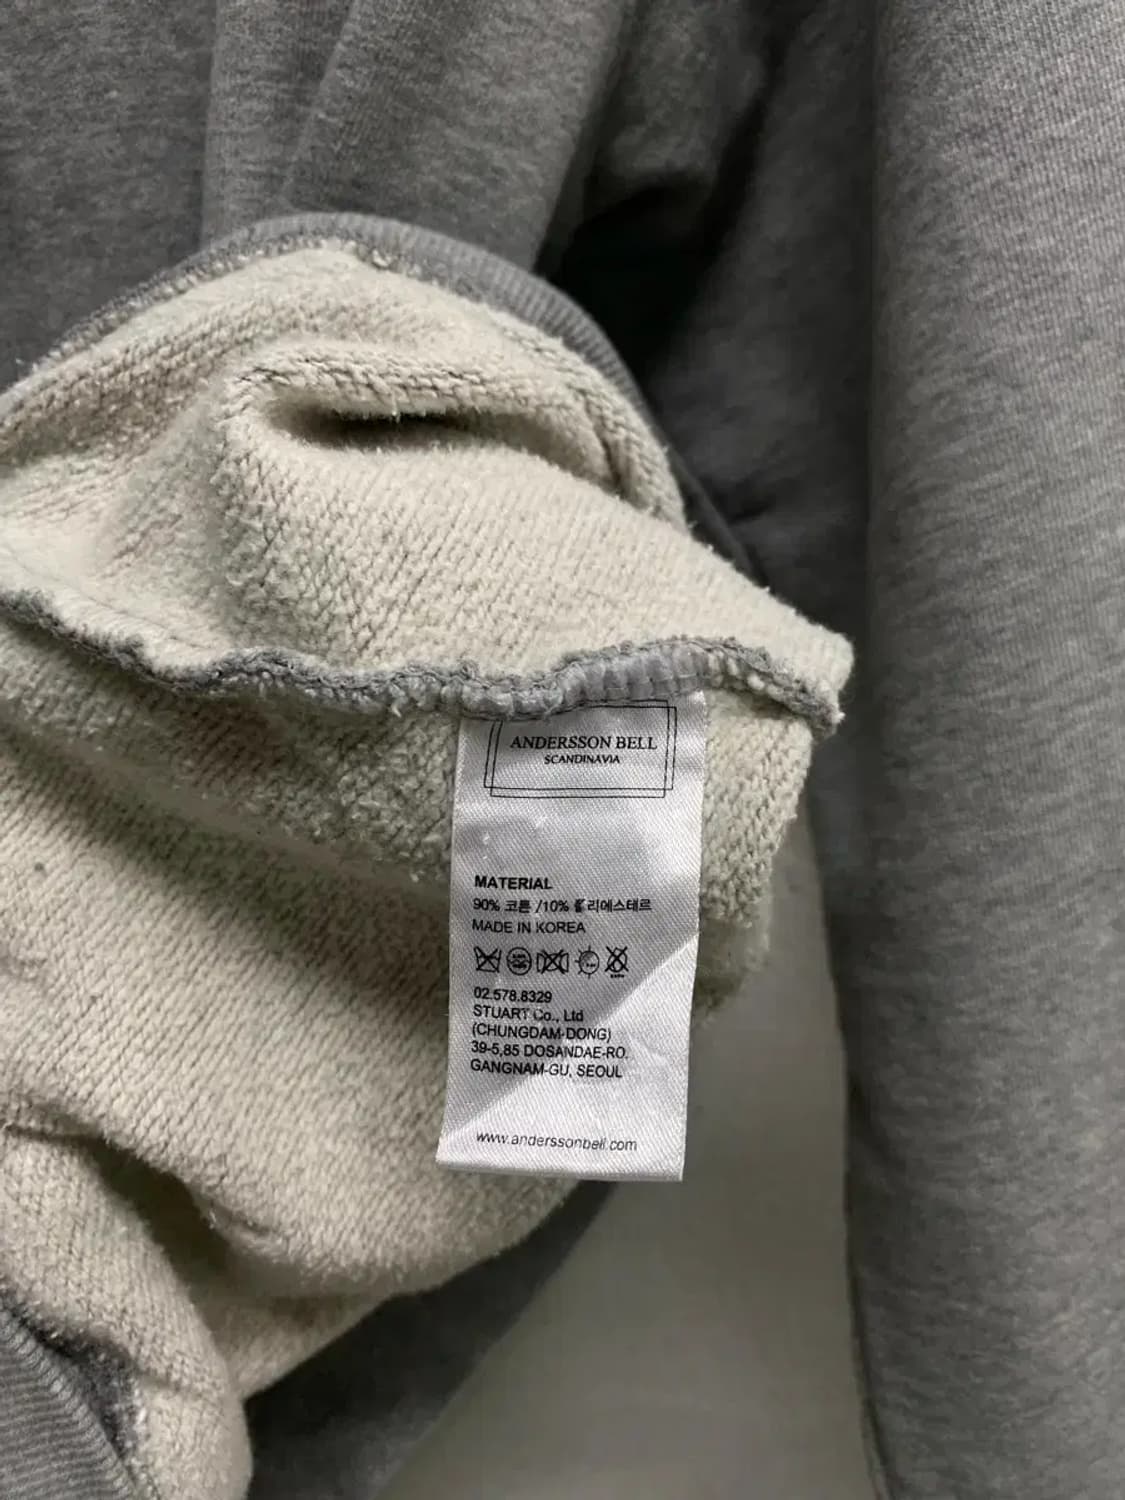 ANDERSSON BELL
SCANDINAVIA
MATERIAL
90% 코튼 /10% 폴리에스테르
MADE IN KOREA
02.578.8329
STUART Co., Ltd
(CHUNGDAM-DONG)
39-5,85 DOSANDAE-RO.
GANGNAM-GU, SEOUL
www.anderssonbell.com